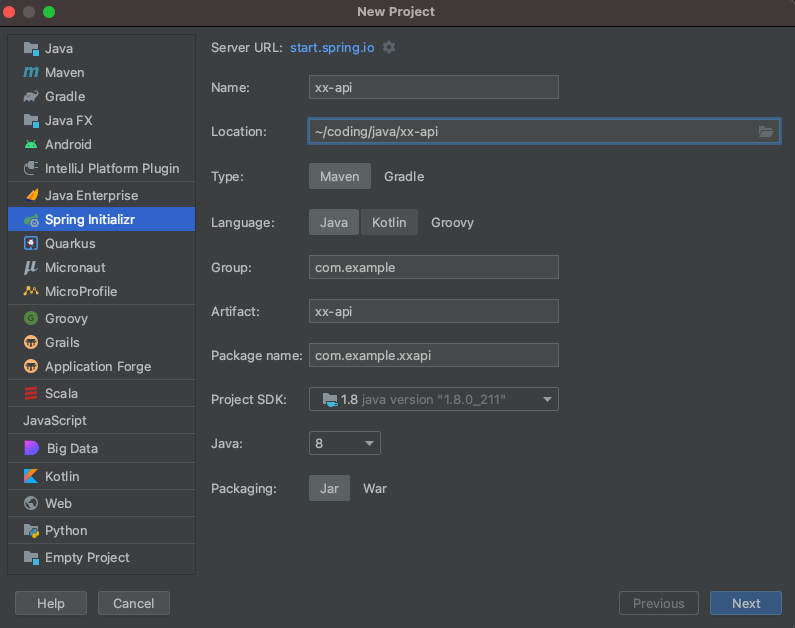 New Project
Java
Maven
Gradle
Java FX
Android
IntelliJ Platform Plugin
Java Enterprise
Spring Initializr
Quarkus
Micronaut
MicroProfile
Groovy
Grails
Application Forge
Scala
JavaScript
Big Data
Kotlin
Web
Python
Empty Project
Server URL: start.spring.io
Name: xx-api
Location: ~/coding/java/xx-api
Type: Maven Gradle
Language: Java Kotlin Groovy
Group: com.example
Artifact: xx-api
Package name: com.example.xxapi
Project SDK: 1.8 java version "1.8.0_211"
Java: 8
Packaging: Jar War
Help Cancel Previous Next